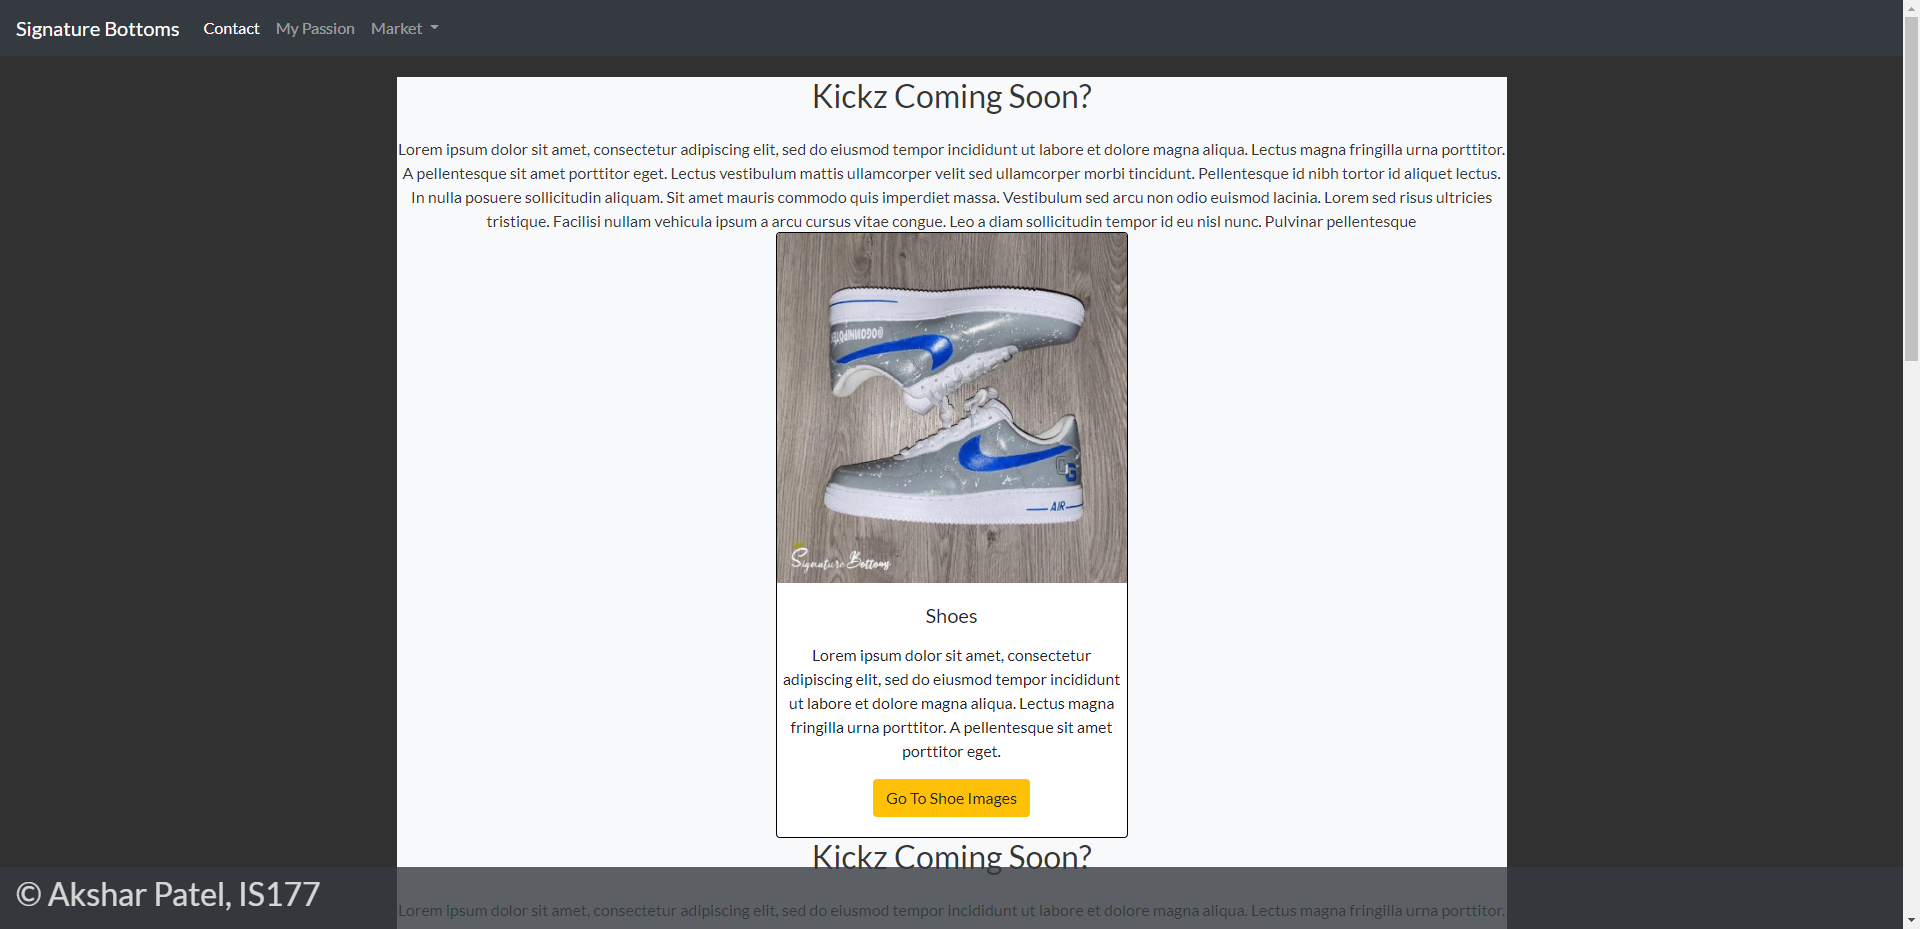 Signature Bottoms Contact My Passion Market
Kickz Coming Soon?
Lorem ipsum dolor sit amet, consectetur adipiscing elit, sed do eiusmod tempor incididunt ut labore et dolore magna aliqua. Lectus magna fringilla urna porttitor.
A pellentesque sit amet porttitor eget. Lectus vestibulum mattis ullamcorper velit sed ullamcorper morbi tincidunt. Pellentesque id nibh tortor id aliquet lectus.
In nulla posuere sollicitudin aliquam. Sit amet mauris commodo quis imperdiet massa. Vestibulum sed arcu non odio euismod lacinia. Lorem sed risus ultricies
tristique. Facilisi nullam vehicula ipsum a arcu cursus vitae congue. Leo a diam sollicitudin tempor id eu nisl nunc. Pulvinar pellentesque
CG
AIR
Signature Bottoms
Shoes
Lorem ipsum dolor sit amet, consectetur
adipiscing elit, sed do eiusmod tempor incididunt
ut labore et dolore magna aliqua. Lectus magna
fringilla urna porttitor. A pellentesque sit amet
porttitor eget.
Go To Shoe Images
Kickz Coming Soon?
Lorem ipsum dolor sit amet, consectetur adipiscing elit, sed do eiusmod tempor incididunt ut labore et dolore magna aliqua. Lectus magna fringilla urna porttitor.
© Akshar Patel, IS177